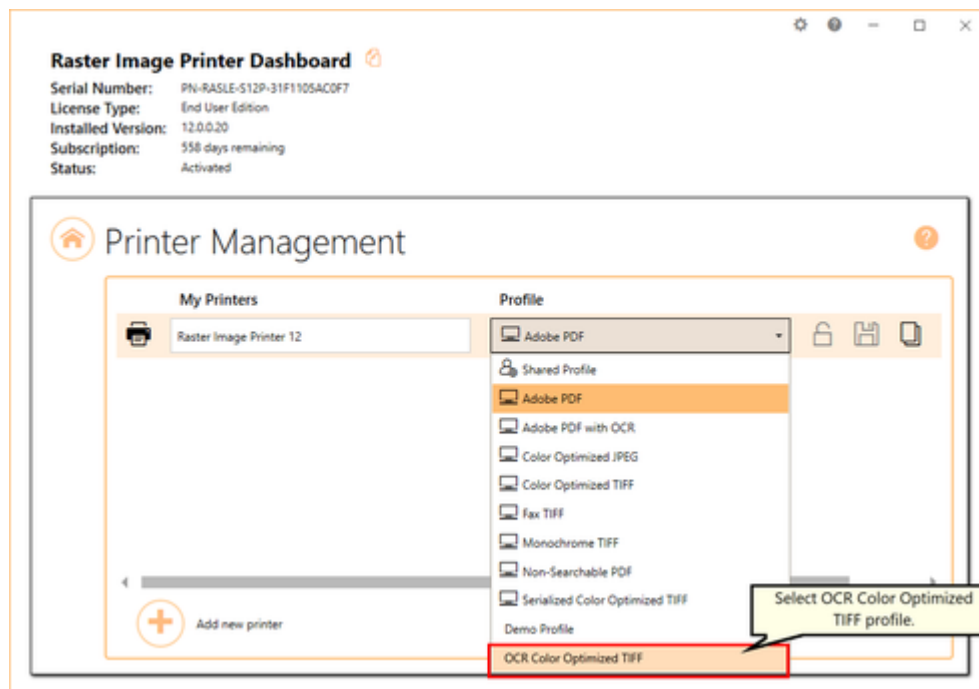 Raster Image Printer Dashboard
Serial Number: PN-RASLE-S12P-31F1105AC0F7
License Type: End User Edition
Installed Version: 12.0.0.20
Subscription: 558 days remaining
Status: Activated
Printer Management
?
My Printers Profile
Raster Image Printer 12 Adobe PDF
Shared Profile
Adobe PDF
Adobe PDF with OCR
Color Optimized JPEG
Color Optimized TIFF
Fax TIFF
Monochrome TIFF
Non-Searchable PDF
Serialized Color Optimized TIFF
Select OCR Color Optimized
TIFF profile.
Add new printer
Demo Profile
OCR Color Optimized TIFF